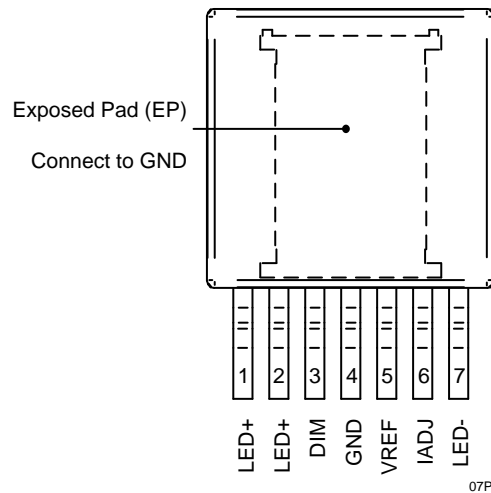 Exposed Pad (EP)
Connect to GND
1 2 3 4 5 6 7
LED+ LED+ DIM GND VREF IADJ LED-
07P